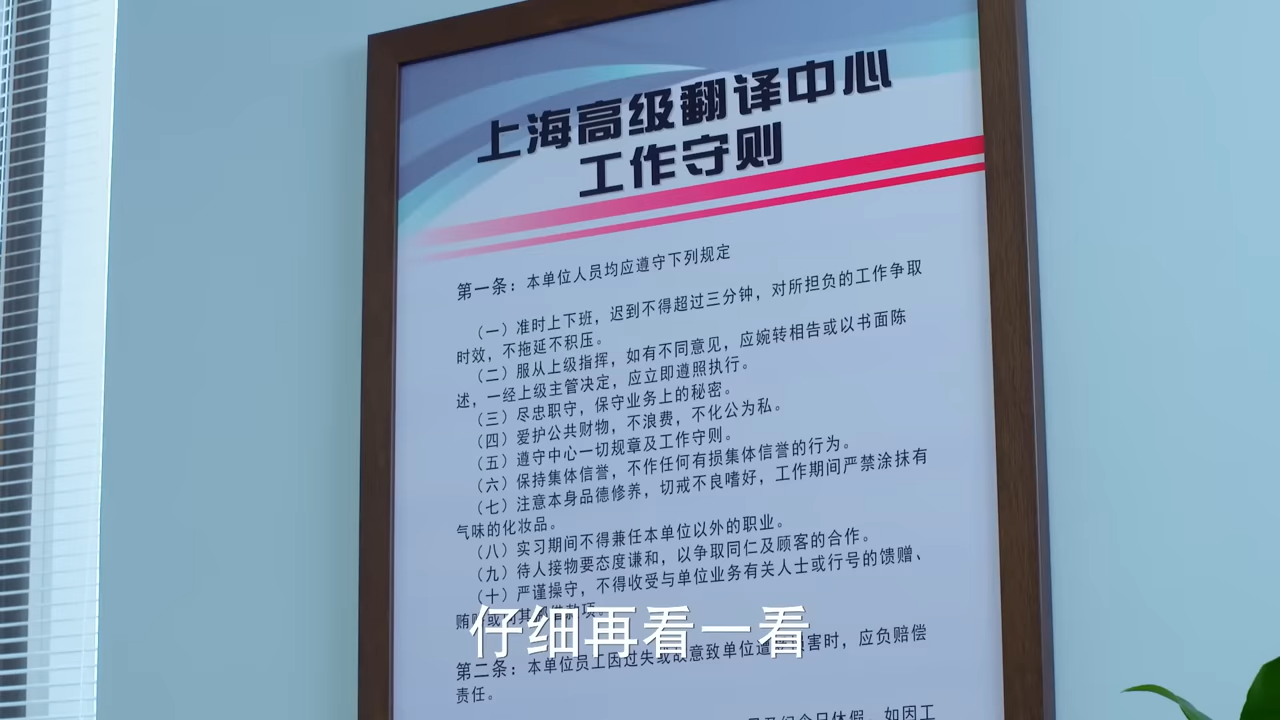 上海高级翻译中心
工作守则
第一条：本单位人员均应遵守下列规定
（一）准时上下班，迟到不得超过三分钟，对所担负的工作争取
时效，不拖延不积压。
（二）服从上级指挥，如有不同意见，应婉转相告或以书面陈
述，一经上级主管决定，应立即遵照执行。
（三）尽忠职守，保守业务上的秘密。
（四）爱护公共财物，不浪费，不化公为私。
（五）遵守中心一切规章及工作守则。
（六）保持集体信誉，不作任何有损集体信誉的行为。
（七）注意本身品德修养，切戒不良嗜好，工作期间严禁涂抹有
气味的化妆品。
（八）实习期间不得兼任本单位以外的职业。
（九）待人接物要态度谦和，以争取同仁及顾客的合作。
（十）严谨操守，不得收受与单位业务有关人士或行号的馈赠、
贿 或 其 款项。
仔细再看一看
第二条：本单位员工因过失或故意致单位遭 损害时，应负赔偿
责任。
休假，如因工